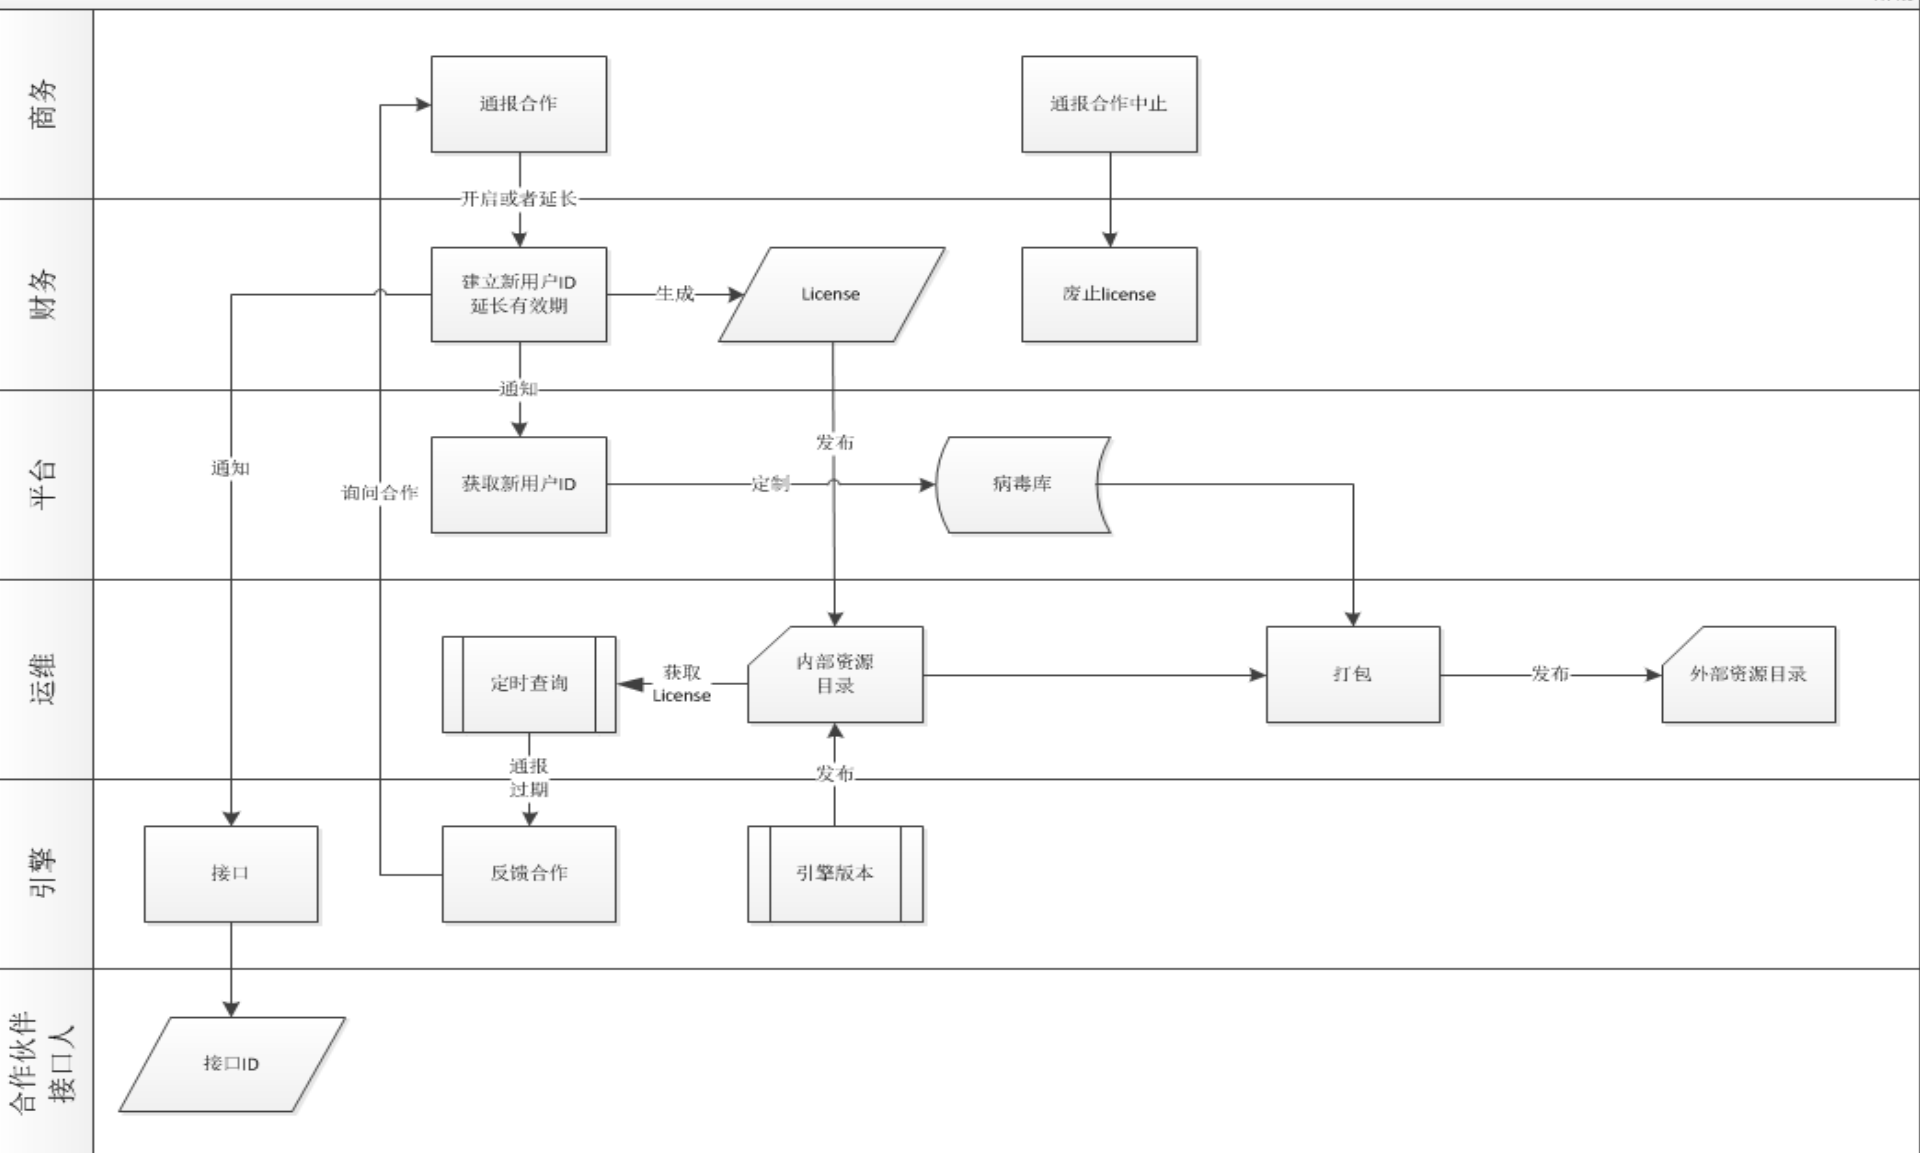 商务
通报合作
通报合作中止
开启或者延长
财务
建立新用户ID
延长有效期
生成
License
废止license
通知
平台
通知
询问合作
获取新用户ID
发布
定制
病毒库
运维
定时查询
获取
License
内部资源
目录
打包
发布
外部资源目录
通报
过期
发布
引擎
接口
反馈合作
引擎版本
合作伙伴
接口人
接口ID